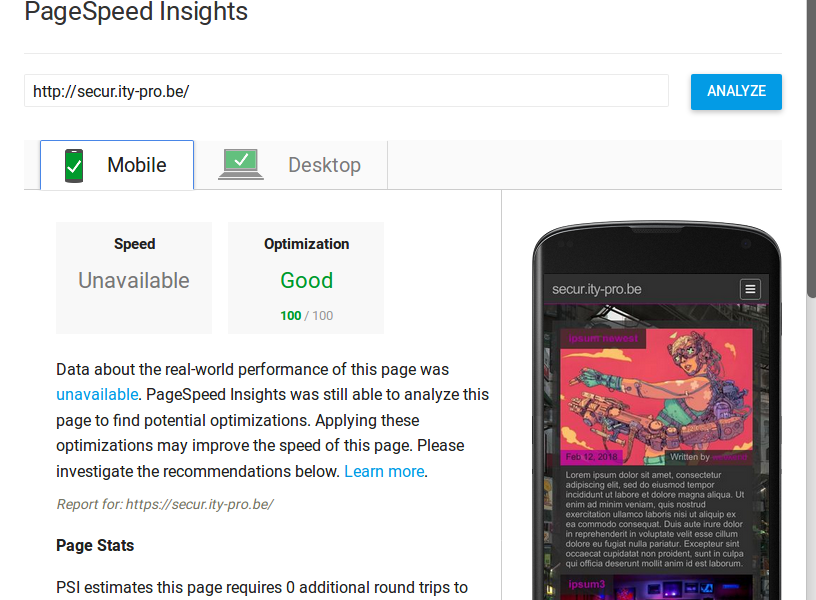 PageSpeed Insights
http://secur.ity-pro.be/
ANALYZE
Mobile
Desktop
Speed
Unavailable
Optimization
Good
100 / 100
Data about the real-world performance of this page was
unavailable. PageSpeed Insights was still able to analyze this
page to find potential optimizations. Applying these
optimizations may improve the speed of this page. Please
investigate the recommendations below. Learn more.
Report for: https://secur.ity-pro.be/
Page Stats
PSI estimates this page requires 0 additional round trips to
secur.ity-pro.be
ipsum newest
Feb 12, 2018
Written by
Lorem ipsum dolor sit amet, consectetur
adipiscing elit, sed do eiusmod tempor
incididunt ut labore et dolore magna aliqua. Ut
enim ad minim veniam, quis nostrud
exercitation ullamco laboris nisi ut aliquip ex
ea commodo consequat. Duis aute irure dolor
in reprehenderit in voluptate velit esse cillum
dolore eu fugiat nulla pariatur. Excepteur sint
occaecat cupidatat non proident, sunt in culpa
qui officia deserunt mollit anim id est laborum.
ipsum3